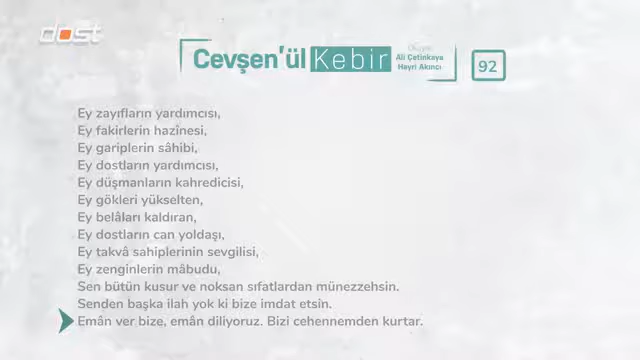 dost
Cevşen'ül Kebir
Okuyan
Ali Çetinkaya
Hayri Akıncı
92
Ey zayıfların yardımcısı,
Ey fakirlerin hazînesi,
Ey gariplerin sâhibi,
Ey dostların yardımcısı,
Ey düşmanların kahredicisi,
Ey gökleri yükselten,
Ey belâları kaldıran,
Ey dostların can yoldaşı,
Ey takvâ sahiplerinin sevgilisi,
Ey zenginlerin mâbudu,
Sen bütün kusur ve noksan sıfatlardan münezzehsin.
Senden başka ilah yok ki bize imdat etsin.
Emân ver bize, emân diliyoruz. Bizi cehennemden kurtar.